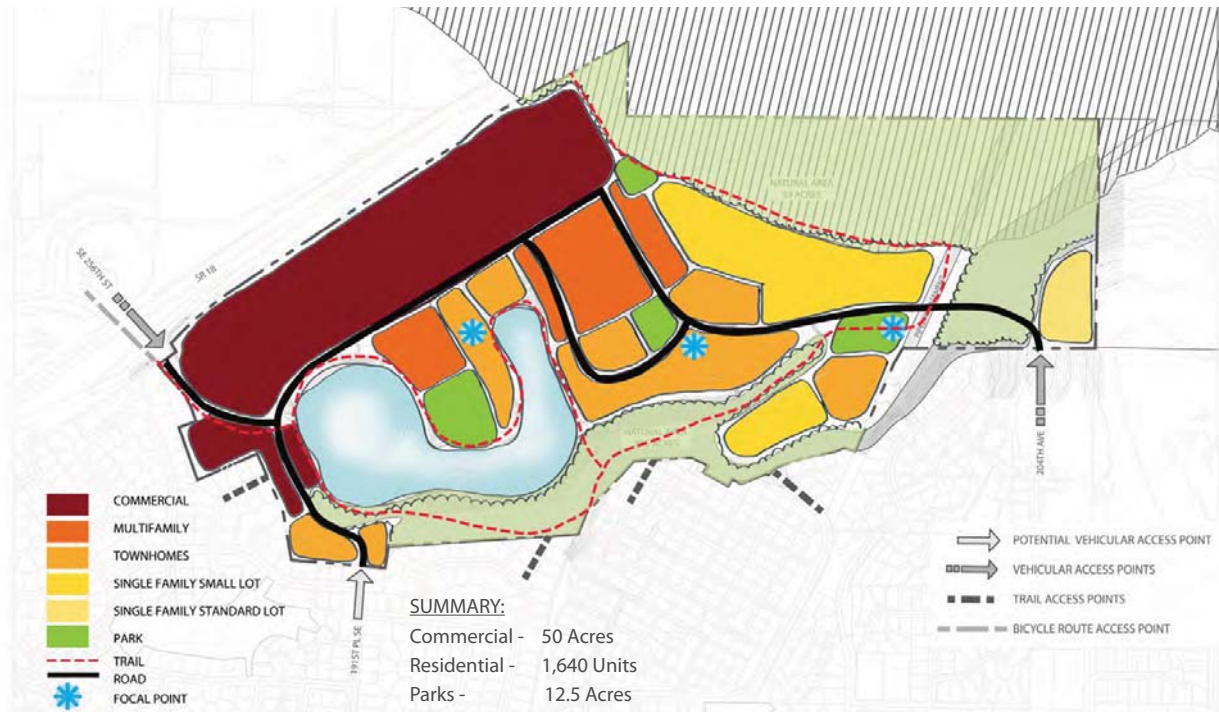 NATURAL AREA
SE 256TH ST
SR 18
NATURAL AREA
204TH AVE
191ST PL SE
COMMERCIAL
MULTIFAMILY
TOWNHOMES
SINGLE FAMILY SMALL LOT
SINGLE FAMILY STANDARD LOT
PARK
TRAIL
ROAD
FOCAL POINT
SUMMARY:
Commercial - 50 Acres
Residential - 1,640 Units
Parks - 12.5 Acres
POTENTIAL VEHICULAR ACCESS POINT
VEHICULAR ACCESS POINTS
TRAIL ACCESS POINTS
BICYCLE ROUTE ACCESS POINT